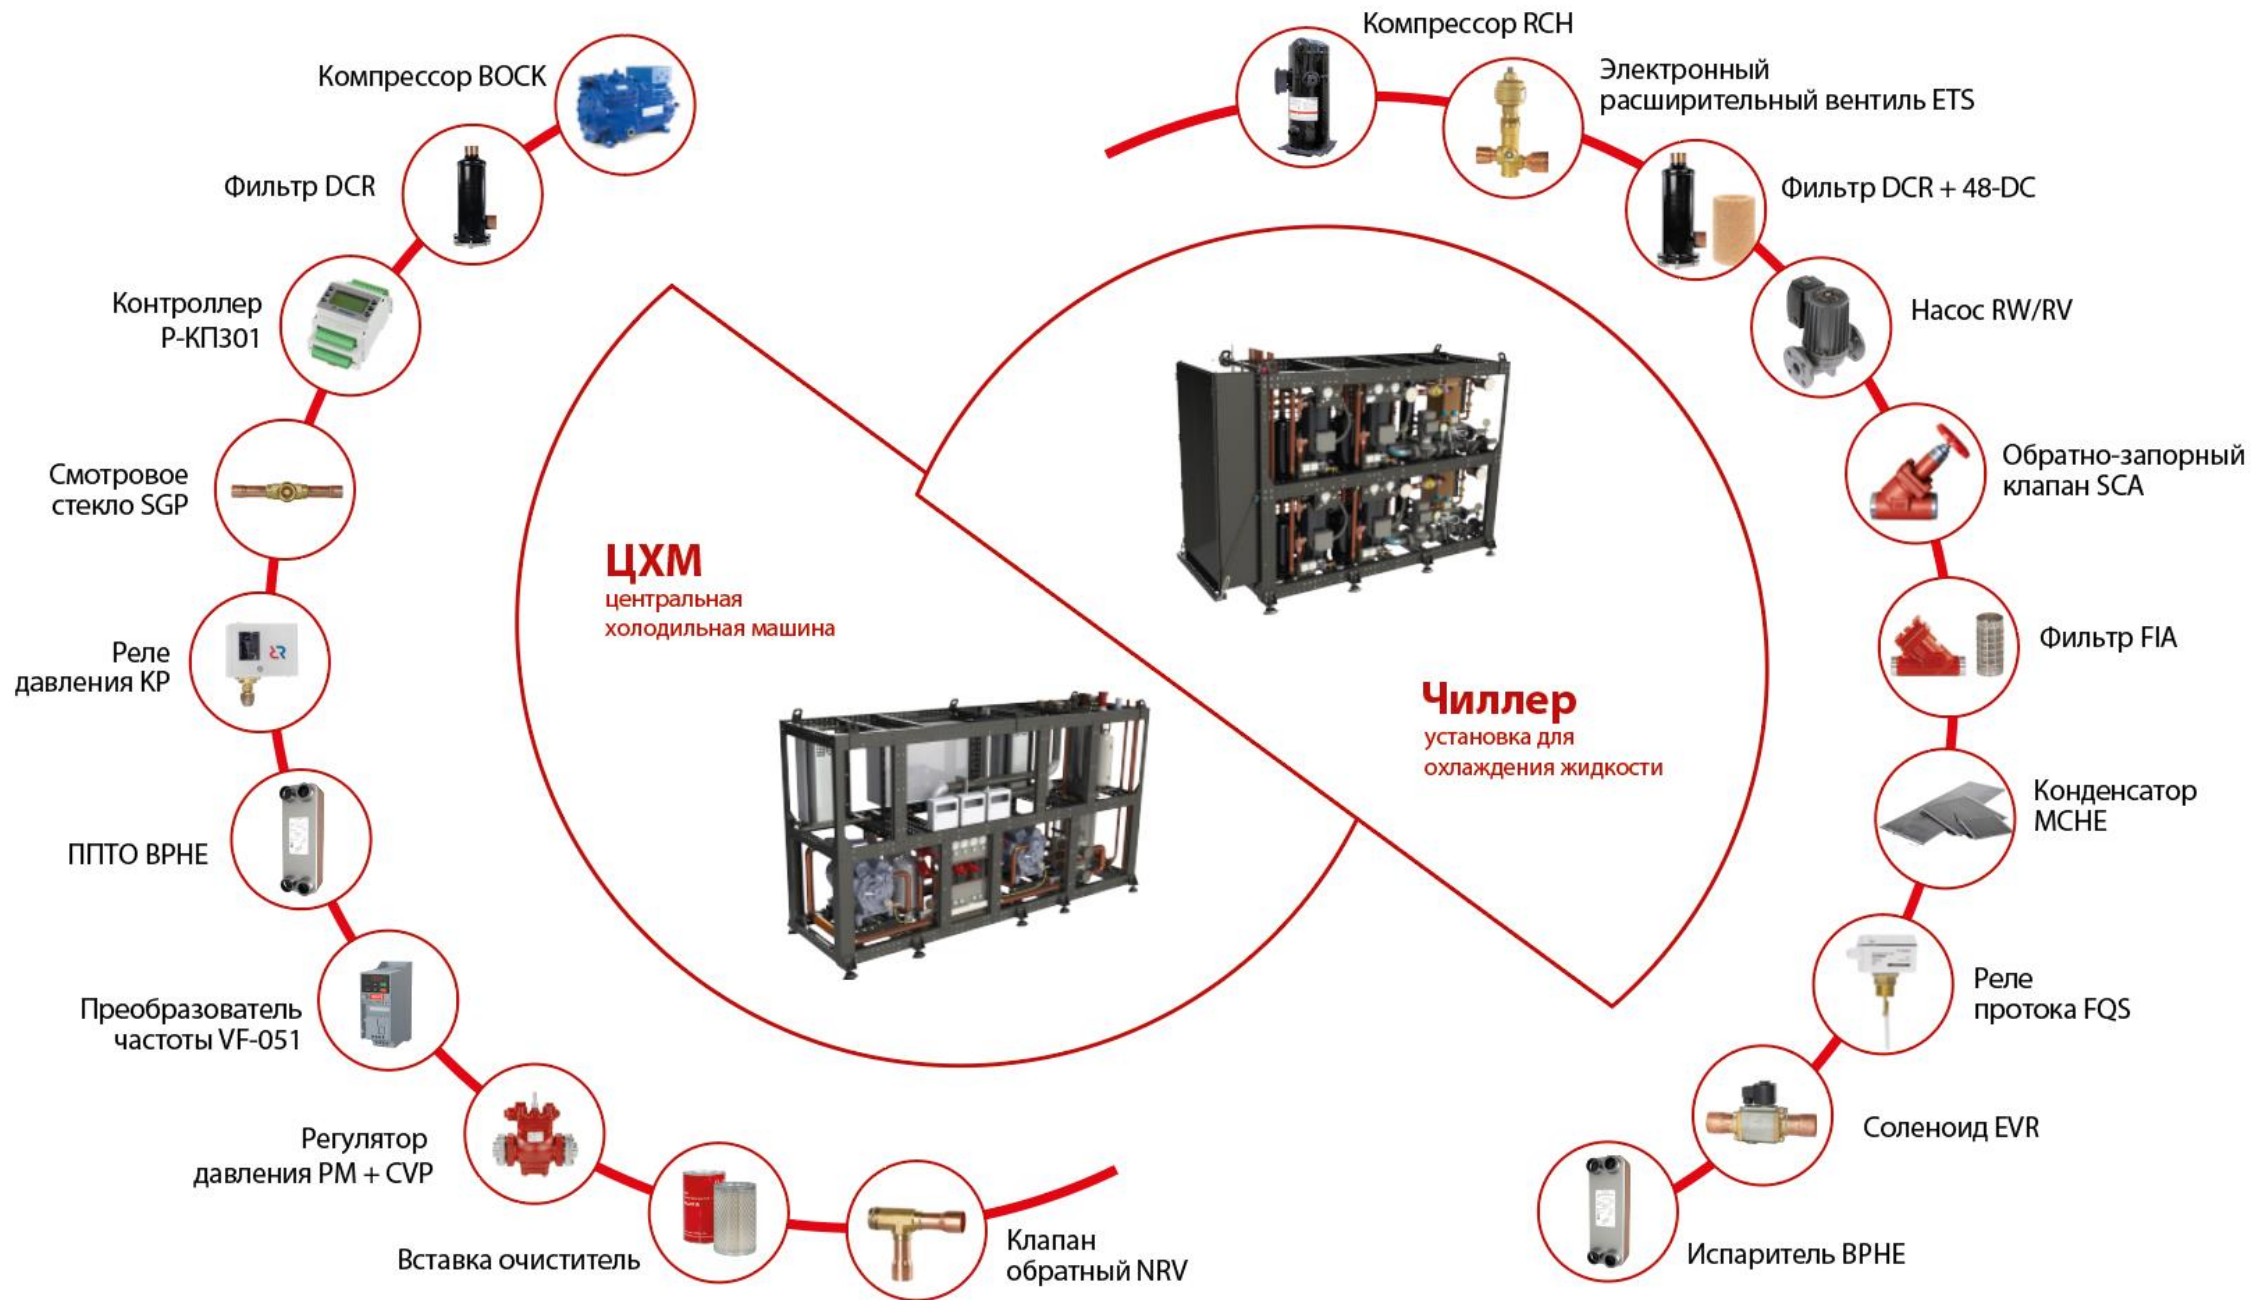 Компрессор BOCK
Фильтр DCR
Контроллер
Р-КП301
Смотровое
стекло SGP
Реле
давления KP
ППТО BPHE
Преобразователь
частоты VF-051
Регулятор
давления PM + CVP
Вставка очиститель
Клапан
обратный NRV
ЦХМ
центральная
холодильная машина
Чиллер
установка для
охлаждения жидкости
Компрессор RCH
Электронный
расширительный вентиль ETS
Фильтр DCR + 48-DC
Насос RW/RV
Обратно-запорный
клапан SCA
Фильтр FIA
Конденсатор
MCHE
Реле
протока FQS
Соленоид EVR
Испаритель BPHE